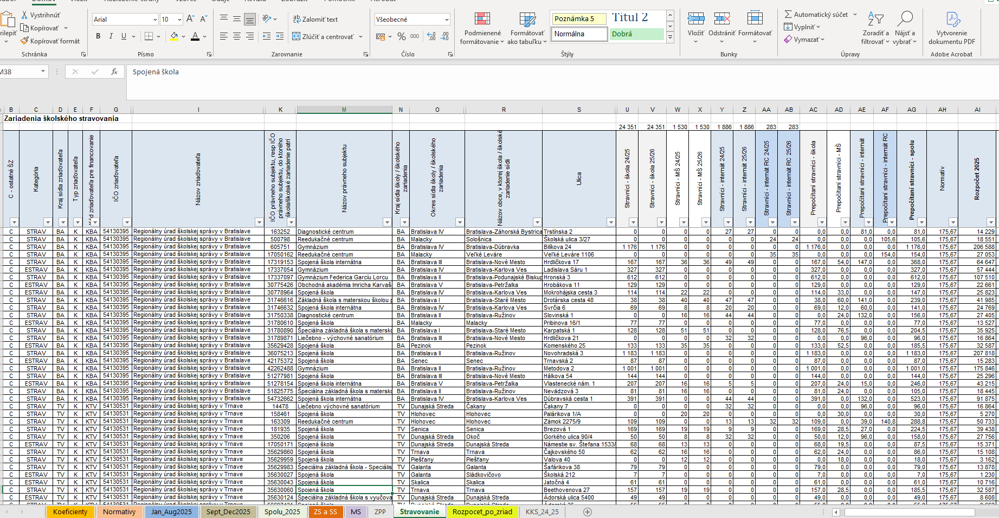 Vystrihnúť
Kopírovať
Kopírovať formát
Schránka
Arial 10
B I U
Písmo
Zalomiť text
Zlúčiť a centrovať
Zarovnanie
Všeobecné
% 000
Číslo
Podmienené formátovanie
Formátovať ako tabuľku
Poznámka 5 Titul 2
Normálna Dobrá
Štýly
Vložiť Odstrániť Formátovať
Bunky
Automatický súčet
Vyplniť
Vymazať
Zoradiť a filtrovať
Nájsť a vybrať
Úpravy
Vytvorenie dokumentu PDF
Adobe Acrobat
M38 fx Spojená škola
B C D E F G I K M N O R S U V W X Y Z AA AB AC AD AE AF AG AH AI
Zariadenia školského stravovania
24 351 24 351 1 530 1 530 1 886 1 886 283 283
C - ostatné ŠZ
Kategória
Kraj sídla zriaďovateľa
Typ zriaďovateľa
Kód zriaďovateľa pre financovanie
IČO zriaďovateľa
Názov zriaďovateľa
IČO právneho subjektu, resp IČO právneho subjektu, do ktorého škola/školské zariadenie patrí
Názov právneho subjektu
Kraj sídla školy / školského zariadenia
Okres sídla školy / školského zariadenia
Názov obce, v ktorej škola / školské zariadenie sídli
Ulica
Stravníci - škola 24/25
Stravníci - škola 25/26
Stravníci - MŠ 24/25
Stravníci - MŠ 25/26
Stravníci - internát 24/25
Stravníci - internát 25/26
Stravníci - internát RC 24/25
Stravníci - internát RC 25/26
Prepočítaní stravníci - škola
Prepočítaní stravníci - MŠ
Prepočítaní stravníci - internát
Prepočítaní stravníci - internát RC
Prepočítaní stravníci - spolu
Normatív
Rozpočet 2025
C STRAV BA K KBA 54130395 Regionálny úrad školskej správy v Bratislave 163252 Diagnostické centrum BA Bratislava IV Bratislava-Záhorská Bystrica Trstínska 2 0 0 0 0 27 27 0 0 0,0 0,0 81,0 0,0 81,0 175,67 14 229
C STRAV BA K KBA 54130395 Regionálny úrad školskej správy v Bratislave 500798 Reedukačné centrum BA Malacky Sološnica Školská ulica 3/27 0 0 0 0 0 0 24 24 0,0 0,0 0,0 105,6 105,6 175,67 18 551
C STRAV BA K KBA 54130395 Regionálny úrad školskej správy v Bratislave 605751 Gymnázium BA Bratislava IV Bratislava-Dúbravka Bilíkova 24 1 176 1 176 0 0 0 0 0 0 1 176,0 0,0 0,0 0,0 1 176,0 175,67 206 588
C STRAV BA K KBA 54130395 Regionálny úrad školskej správy v Bratislave 17050162 Reedukačné centrum BA Malacky Veľké Leváre Veľké Leváre 1106 0 0 0 0 0 0 35 35 0,0 0,0 0,0 154,0 154,0 175,67 27 053
C STRAV BA K KBA 54130395 Regionálny úrad školskej správy v Bratislave 17319153 Spojená škola internátna BA Bratislava III Bratislava-Nové Mesto Hrdličkova 17 167 167 36 36 49 49 0 0 167,0 54,0 147,0 0,0 368,0 175,67 64 647
C ESTRAV BA K KBA 54130395 Regionálny úrad školskej správy v Bratislave 17337054 Gymnázium BA Bratislava IV Bratislava-Karlova Ves Ladislava Sáru 1 327 327 0 0 0 0 0 0 327,0 0,0 0,0 0,0 327,0 175,67 57 444
C STRAV BA K KBA 54130395 Regionálny úrad školskej správy v Bratislave 17337097 Gymnázium Federica Garcíu Lorcu BA Bratislava II Bratislava-Podunajské Biskup Hronská 3 612 612 0 0 0 0 0 0 612,0 0,0 0,0 0,0 612,0 175,67 107 510
C ESTRAV BA K KBA 54130395 Regionálny úrad školskej správy v Bratislave 30775426 Obchodná akadémia Imricha Karvaš BA Bratislava V Bratislava-Petržalka Hrobákova 11 129 129 0 0 0 0 0 0 129,0 0,0 0,0 0,0 129,0 175,67 22 661
C ESTRAV BA K KBA 54130395 Regionálny úrad školskej správy v Bratislave 30778964 Spojená škola BA Bratislava IV Bratislava-Karlova Ves Mokrohájska cesta 3 114 114 22 22 0 0 0 0 114,0 33,0 0,0 0,0 147,0 175,67 25 823
C STRAV BA K KBA 54130395 Regionálny úrad školskej správy v Bratislave 31746616 Základná škola s materskou školou p BA Bratislava I Bratislava-Staré Mesto Drotárska cesta 48 38 38 40 40 47 47 0 0 38,0 60,0 141,0 0,0 239,0 175,67 41 985
C STRAV BA K KBA 54130395 Regionálny úrad školskej správy v Bratislave 31746632 Spojená škola internátna BA Bratislava IV Bratislava-Karlova Ves Svrčia 6 69 69 8 8 20 20 0 0 69,0 12,0 60,0 0,0 141,0 175,67 24 769
C STRAV BA K KBA 54130395 Regionálny úrad školskej správy v Bratislave 31750338 Diagnostické centrum BA Bratislava II Bratislava-Ružinov Slovinská 1 0 0 16 16 44 44 0 0 0,0 24,0 132,0 0,0 156,0 175,67 27 405
C ESTRAV BA K KBA 54130395 Regionálny úrad školskej správy v Bratislave 31780610 Spojená škola BA Malacky Malacky Pribinova 16/1 77 77 0 0 0 0 0 0 77,0 0,0 0,0 0,0 77,0 175,67 13 527
C STRAV BA K KBA 54130395 Regionálny úrad školskej správy v Bratislave 31780890 Špeciálna základná škola s matersko BA Bratislava I Bratislava-Staré Mesto Karpatská 1 128 128 51 51 0 0 0 0 128,0 76,5 0,0 0,0 204,5 175,67 35 925
C ESTRAV BA K KBA 54130395 Regionálny úrad školskej správy v Bratislave 31789871 Liečebno - výchovné sanatórium BA Bratislava III Bratislava-Nové Mesto Hrdličkova 21 0 0 0 0 32 32 0 0 0,0 0,0 96,0 0,0 96,0 175,67 16 864
C ESTRAV BA K KBA 54130395 Regionálny úrad školskej správy v Bratislave 35629428 Spojená škola BA Pezinok Pezinok Komenského 25 133 133 35 35 0 0 0 0 133,0 52,5 0,0 0,0 185,5 175,67 32 587
C STRAV BA K KBA 54130395 Regionálny úrad školskej správy v Bratislave 36075213 Spojená škola BA Bratislava II Bratislava-Ružinov Novohradská 3 1 183 1 183 0 0 0 0 0 0 1 183,0 0,0 0,0 0,0 1 183,0 175,67 207 818
C ESTRAV BA K KBA 54130395 Regionálny úrad školskej správy v Bratislave 42175372 Spojená škola BA Senec Senec Trnavská 2 87 87 0 0 0 0 0 0 87,0 0,0 0,0 0,0 87,0 175,67 15 283
C STRAV BA K KBA 54130395 Regionálny úrad školskej správy v Bratislave 42262488 Gymnázium BA Bratislava II Bratislava-Ružinov Metodova 2 1 001 1 001 0 0 0 0 0 0 1 001,0 0,0 0,0 0,0 1 001,0 175,67 175 846
C STRAV BA K KBA 54130395 Regionálny úrad školskej správy v Bratislave 51277981 Spojená škola BA Bratislava III Bratislava-Nové Mesto Hálkova 54 144 144 0 0 0 0 0 0 144,0 0,0 0,0 0,0 144,0 175,67 25 296
C ESTRAV BA K KBA 54130395 Regionálny úrad školskej správy v Bratislave 51278154 Spojená škola internátna BA Bratislava V Bratislava-Petržalka Vlastenecké nám. 1 207 207 16 16 5 5 0 0 207,0 24,0 15,0 0,0 246,0 175,67 43 215
C STRAV BA K KBA 54130395 Regionálny úrad školskej správy v Bratislave 51825775 Špeciálna základná škola s matersko BA Bratislava II Bratislava-Ružinov Nevädzová 3 81 81 16 16 0 0 0 0 81,0 24,0 0,0 0,0 105,0 175,67 18 445
C STRAV BA K KBA 54130395 Regionálny úrad školskej správy v Bratislave 54732662 Spojená škola internátna BA Bratislava IV Bratislava-Karlova Ves Dúbravská cesta 1 391 391 0 0 44 44 0 0 391,0 0,0 132,0 0,0 523,0 175,67 91 875
C STRAV TV K KTV 54130531 Regionálny úrad školskej správy v Trnave 14478 Liečebno výchovné sanatórium TV Dunajská Streda Čakany Čakany 7 0 0 0 0 32 32 0 0 0,0 0,0 96,0 0,0 96,0 175,67 16 864
C STRAV TV K KTV 54130531 Regionálny úrad školskej správy v Trnave 158461 Spojená škola TV Hlohovec Hlohovec Palárikova 1/A 0 0 20 20 0 0 0 0 0,0 30,0 0,0 0,0 30,0 175,67 5 270
C STRAV TV K KTV 54130531 Regionálny úrad školskej správy v Trnave 163309 Reedukačné centrum TV Hlohovec Hlohovec Zámok 2275/9 109 109 0 0 13 13 32 32 109,0 0,0 39,0 140,8 288,8 175,67 50 733
C STRAV TV K KTV 54130531 Regionálny úrad školskej správy v Trnave 181935 Spojená škola TV Senica Senica Brezová 1 169 169 19 19 9 9 0 0 169,0 28,5 27,0 0,0 224,5 175,67 39 438
C STRAV TV K KTV 54130531 Regionálny úrad školskej správy v Trnave 350206 Spojená škola TV Dunajská Streda Okoč Gorkého ulica 90/4 50 50 8 8 32 32 0 0 50,0 12,0 96,0 0,0 158,0 175,67 27 756
C ESTRAV TV K KTV 54130531 Regionálny úrad školskej správy v Trnave 17050171 Spojená škola TV Dunajská Streda Dunajská Streda Námestie sv. Štefana 1533/ 68 68 13 13 0 0 0 0 68,0 19,5 0,0 0,0 87,5 175,67 15 371
C STRAV TV K KTV 54130531 Regionálny úrad školskej správy v Trnave 35629860 Spojená škola TV Trnava Trnava Čajkovského 50 62 62 16 16 0 0 0 0 62,0 24,0 0,0 0,0 86,0 175,67 15 108
C STRAV TV K KTV 54130531 Regionálny úrad školskej správy v Trnave 35629959 Spojená škola TV Piešťany Piešťany Valova 40 0 0 12 12 0 0 0 0 0,0 18,0 0,0 0,0 18,0 175,67 3 162
C STRAV TV K KTV 54130531 Regionálny úrad školskej správy v Trnave 35629983 Špeciálna základná škola - Speciális TV Galanta Galanta Šafárikova 38 79 79 0 0 0 0 0 0 79,0 0,0 0,0 0,0 79,0 175,67 13 878
C ESTRAV TV K KTV 54130531 Regionálny úrad školskej správy v Trnave 35630027 Spojená škola TV Galanta Sládkovičovo Školská 212 7 7 0 0 0 0 0 0 7,0 0,0 0,0 0,0 7,0 175,67 1 230
C ESTRAV TV K KTV 54130531 Regionálny úrad školskej správy v Trnave 35630043 Spojená škola TV Skalica Skalica Jatočná 4 61 61 0 0 0 0 0 0 61,0 0,0 0,0 0,0 61,0 175,67 10 716
C STRAV TV K KTV 54130531 Regionálny úrad školskej správy v Trnave 35630060 Spojená škola TV Trnava Trnava Beethovenova 27 157 157 19 19 0 0 0 0 157,0 28,5 0,0 0,0 185,5 175,67 32 587
C ESTRAV TV K KTV 54130531 Regionálny úrad školskej správy v Trnave 35630124 Špeciálna základná škola s vyučova TV Dunajská Streda Dunajská Streda Ádorská ulica 5400 49 49 0 0 0 0 0 0 49,0 0,0 0,0 0,0 49,0 175,67 8 608
Koeficienty Normativy Jan_Aug2025 Sept_Dec2025 Spolu_2025 ZS a SS MS ZPP Stravovanie Rozpocet_po_zriad KKS_24_25